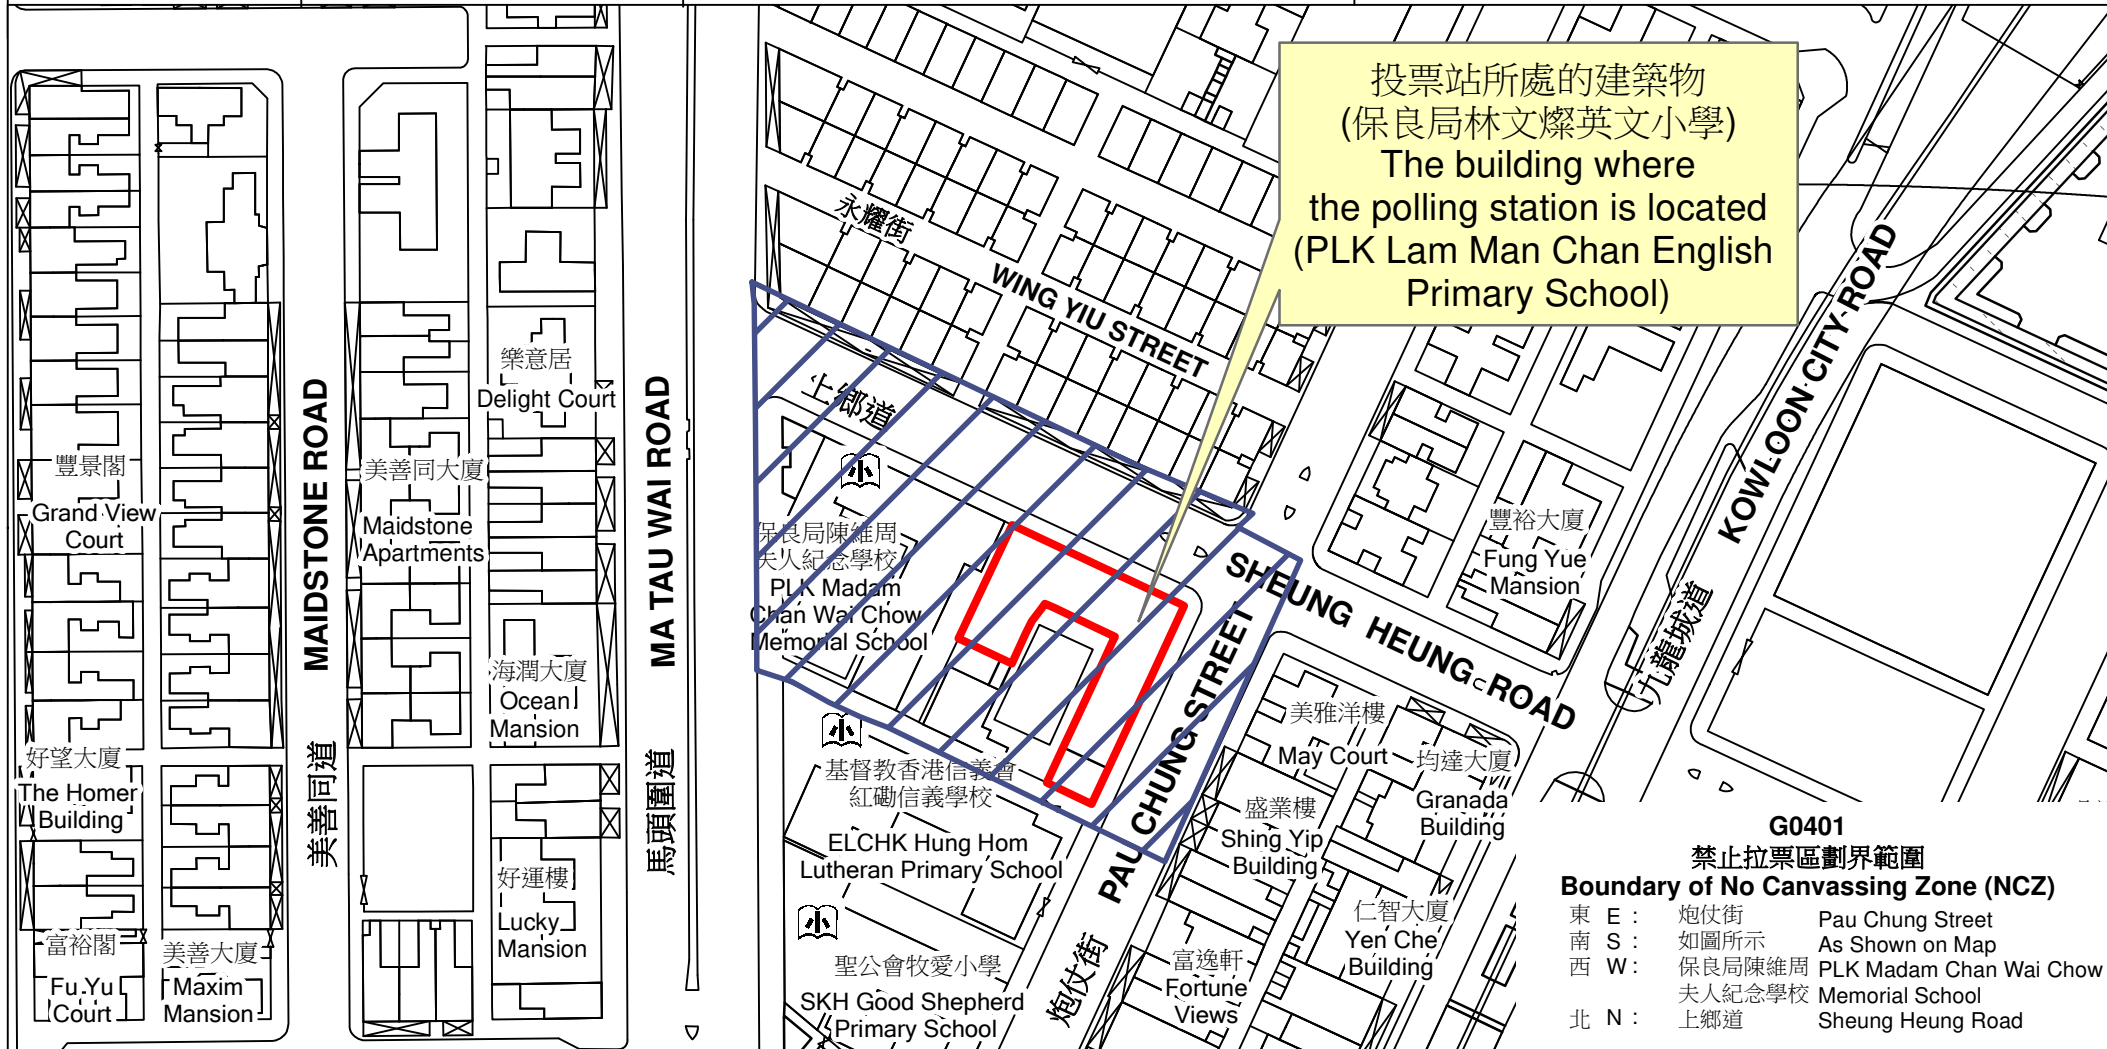 投票站所處的建築物
(保良局林文燦英文小學)
The building where
the polling station is located
(PLK Lam Man Chan English
Primary School)
永耀街
WING YIU STREET
上鄉道
SHEUNG HEUNG ROAD
KOWLOON CITY ROAD
九龍城道
MAIDSTONE ROAD
美善同道
MA TAU WAI ROAD
馬頭圍道
PAU CHUNG STREET
炮仗街
樂意居
Delight Court
豐景閣
Grand View
Court
美善同大廈
Maidstone
Apartments
海潤大廈
Ocean
Mansion
好望大廈
The Homer
Building
好運樓
Lucky
Mansion
富裕閣
Fu Yu
Court
美善大廈
Maxim
Mansion
小
保良局陳維周
夫人紀念學校
PLK Madam
Chan Wai Chow
Memorial School
小
基督教香港信義會
紅磡信義學校
ELCHK Hung Hom
Lutheran Primary School
小
聖公會牧愛小學
SKH Good Shepherd
Primary School
豐裕大廈
Fung Yue
Mansion
美雅洋樓
May Court
均達大廈
Granada
Building
盛業樓
Shing Yip
Building
仁智大廈
Yen Che
Building
富逸軒
Fortune
Views
G0401
禁止拉票區劃界範圍
Boundary of No Canvassing Zone (NCZ)
東 E : 炮仗街 Pau Chung Street
南 S : 如圖所示 As Shown on Map
西 W : 保良局陳維周 PLK Madam Chan Wai Chow
夫人紀念學校 Memorial School
北 N : 上鄉道 Sheung Heung Road